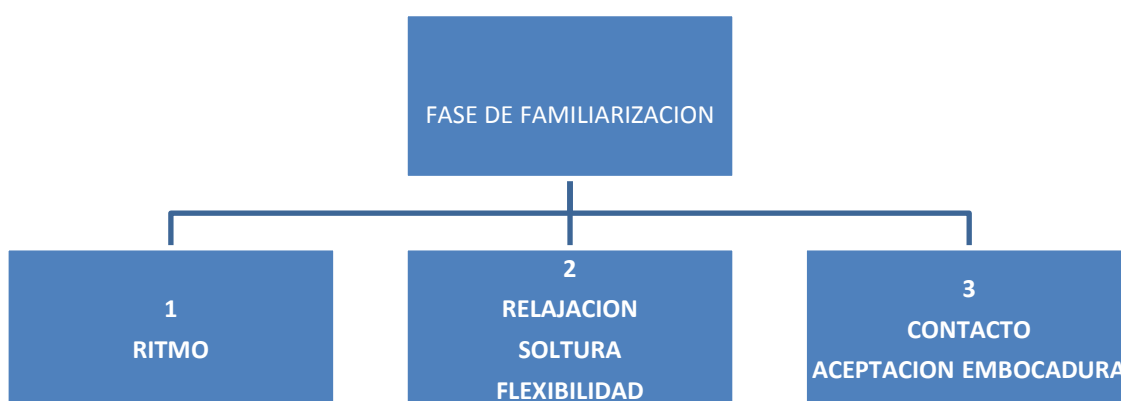 FASE DE FAMILIARIZACION
1
RITMO
2
RELAJACION
SOLTURA
FLEXIBILIDAD
3
CONTACTO
ACEPTACION EMBOCADURA